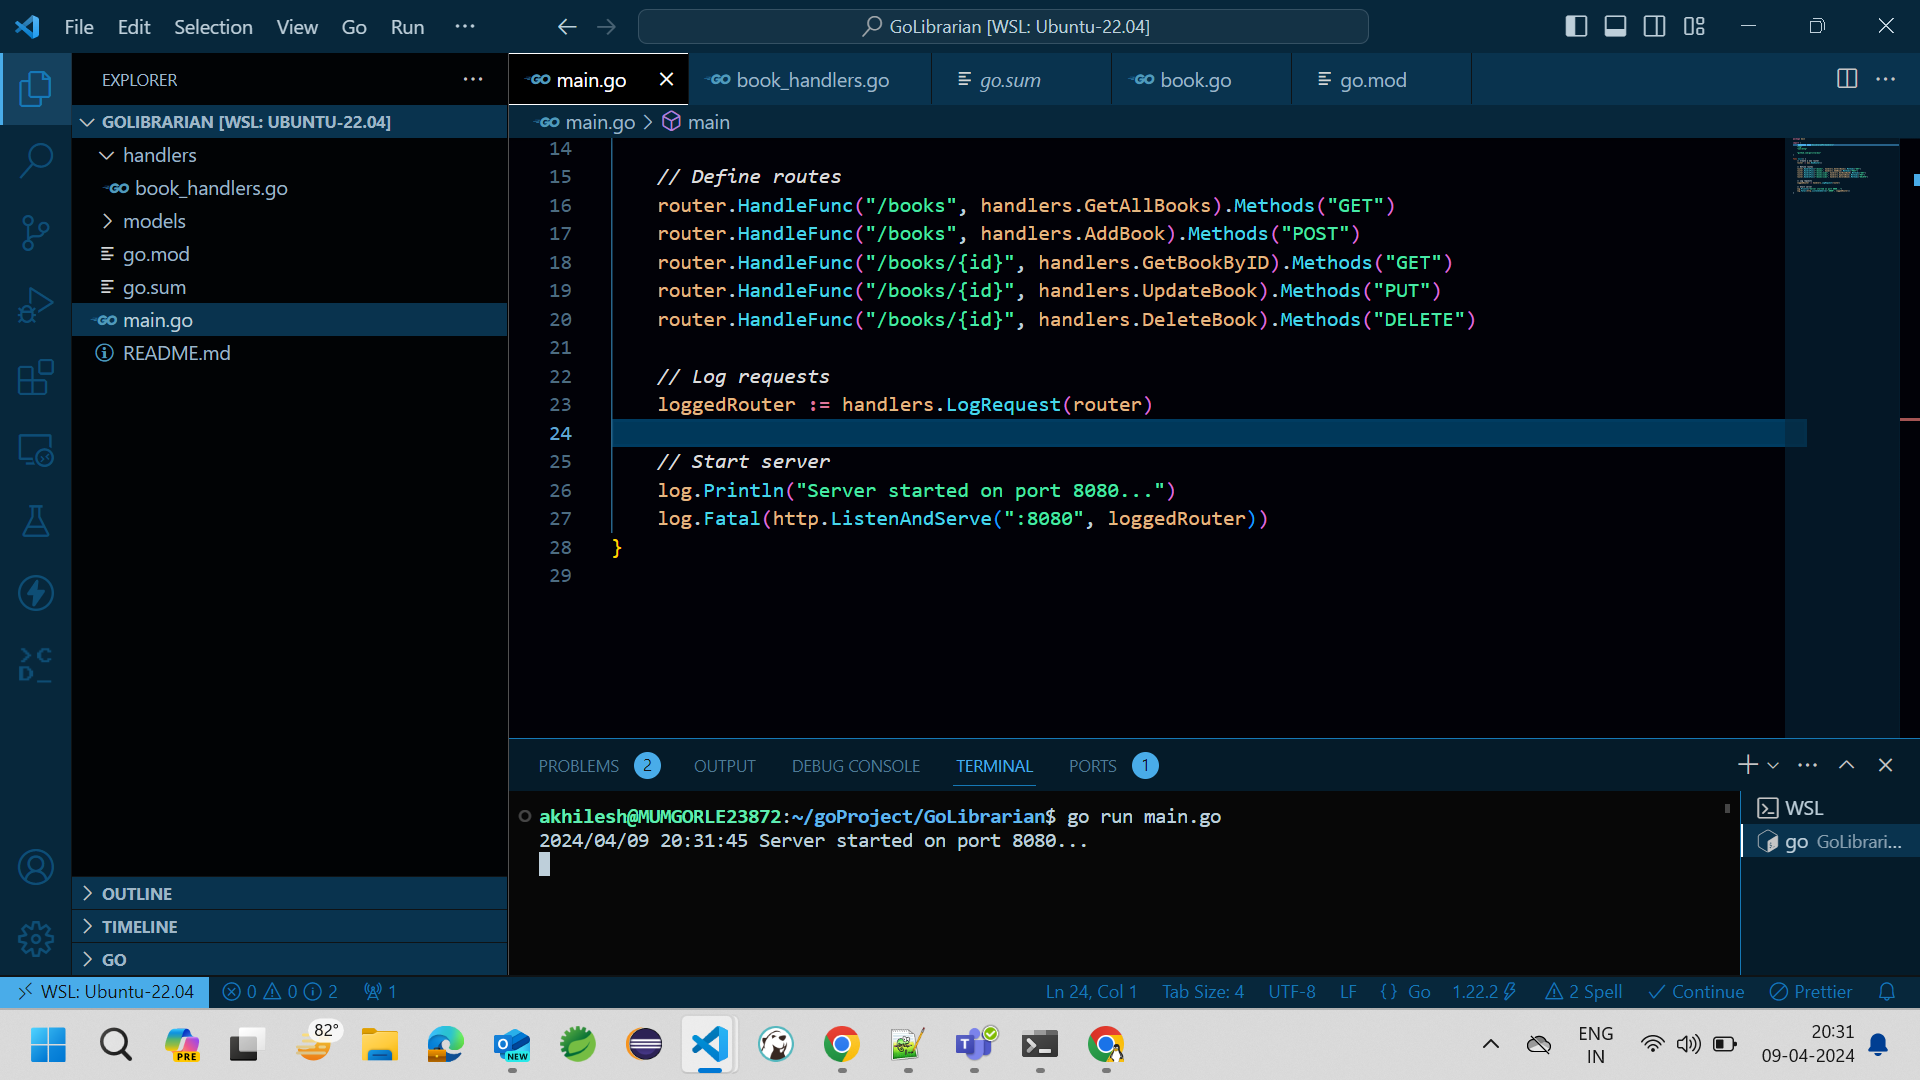 File Edit Selection View Go Run ···
GoLibrarian [WSL: Ubuntu-22.04]
EXPLORER
GOLIBRARIAN [WSL: UBUNTU-22.04]
handlers
book_handlers.go
models
go.mod
go.sum
main.go
README.md
OUTLINE
TIMELINE
GO
main.go book_handlers.go go.sum book.go go.mod
main.go > main
14
15 // Define routes
16 router.HandleFunc("/books", handlers.GetAllBooks).Methods("GET")
17 router.HandleFunc("/books", handlers.AddBook).Methods("POST")
18 router.HandleFunc("/books/{id}", handlers.GetBookByID).Methods("GET")
19 router.HandleFunc("/books/{id}", handlers.UpdateBook).Methods("PUT")
20 router.HandleFunc("/books/{id}", handlers.DeleteBook).Methods("DELETE")
21
22 // Log requests
23 loggedRouter := handlers.LogRequest(router)
24
25 // Start server
26 log.Println("Server started on port 8080...")
27 log.Fatal(http.ListenAndServe(":8080", loggedRouter))
28 }
29
PROBLEMS 2 OUTPUT DEBUG CONSOLE TERMINAL PORTS 1
akhilesh@MUMGORLE23872:~/goProject/GoLibrarian$ go run main.go
2024/04/09 20:31:45 Server started on port 8080...
WSL
go GoLibrari...
WSL: Ubuntu-22.04 0 0 2 1 Ln 24, Col 1 Tab Size: 4 UTF-8 LF {} Go 1.22.2 2 Spell Continue Prettier
PRE 82° NEW ENG 20:31
IN 09-04-2024